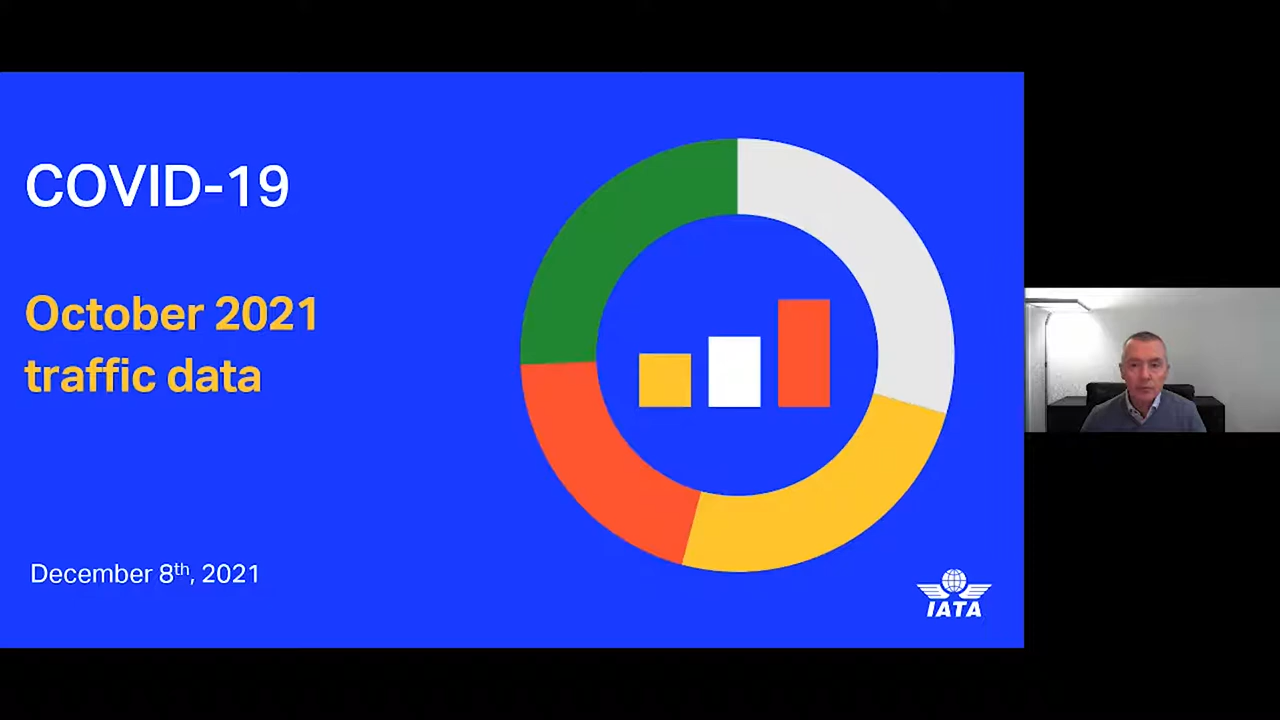 COVID-19
October 2021
traffic data
December 8th, 2021
IATA